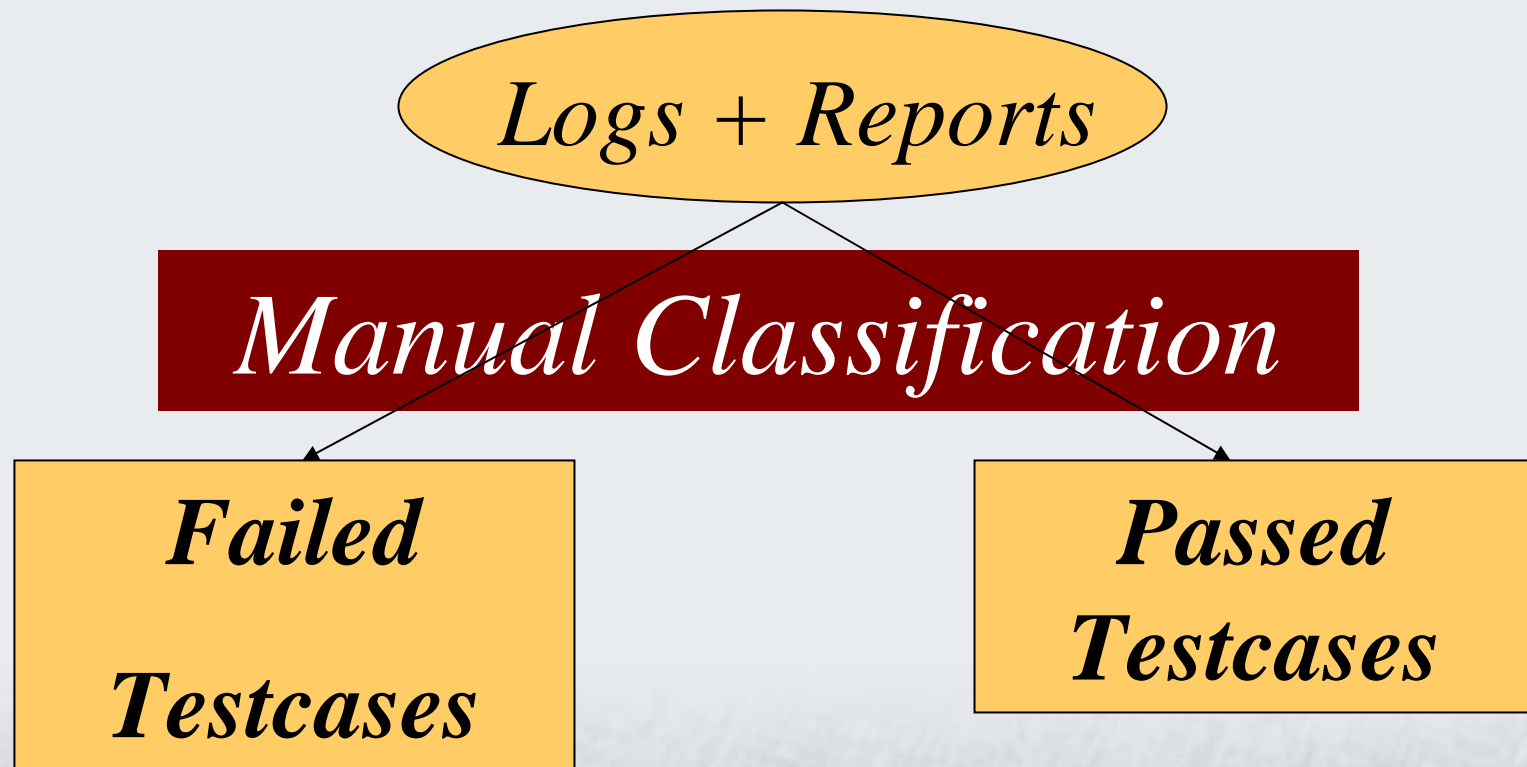 Logs + Reports
Manual Classification
Failed
Testcases
Passed
Testcases